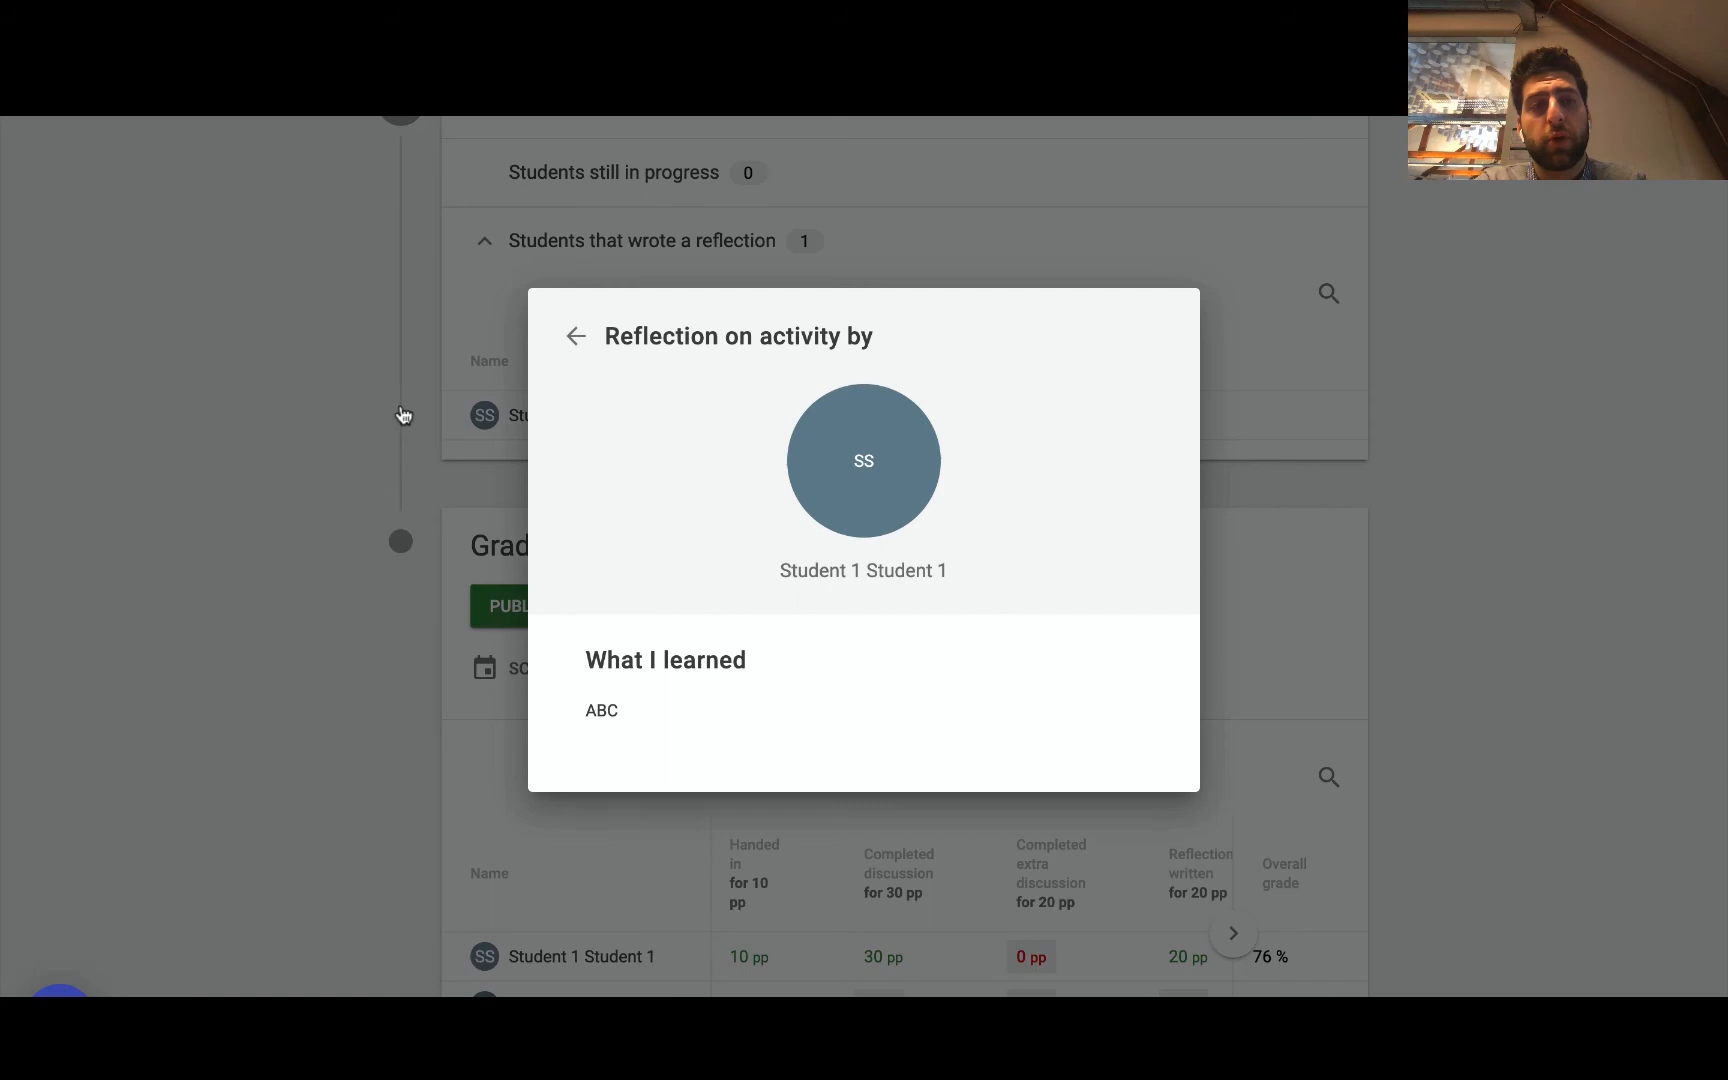 Students still in progress 0
Students that wrote a reflection 1
Reflection on activity by
Name
SS Stu
SS
Student 1 Student 1
Grad
PUBL
SC
What I learned
ABC
Name
Handed
in
for 10
pp
Completed
discussion
for 30 pp
Completed
extra
discussion
for 20 pp
Reflection
written
for 20 pp
Overall
grade
SS Student 1 Student 1 10 pp 30 pp 0 pp 20 pp 76 %